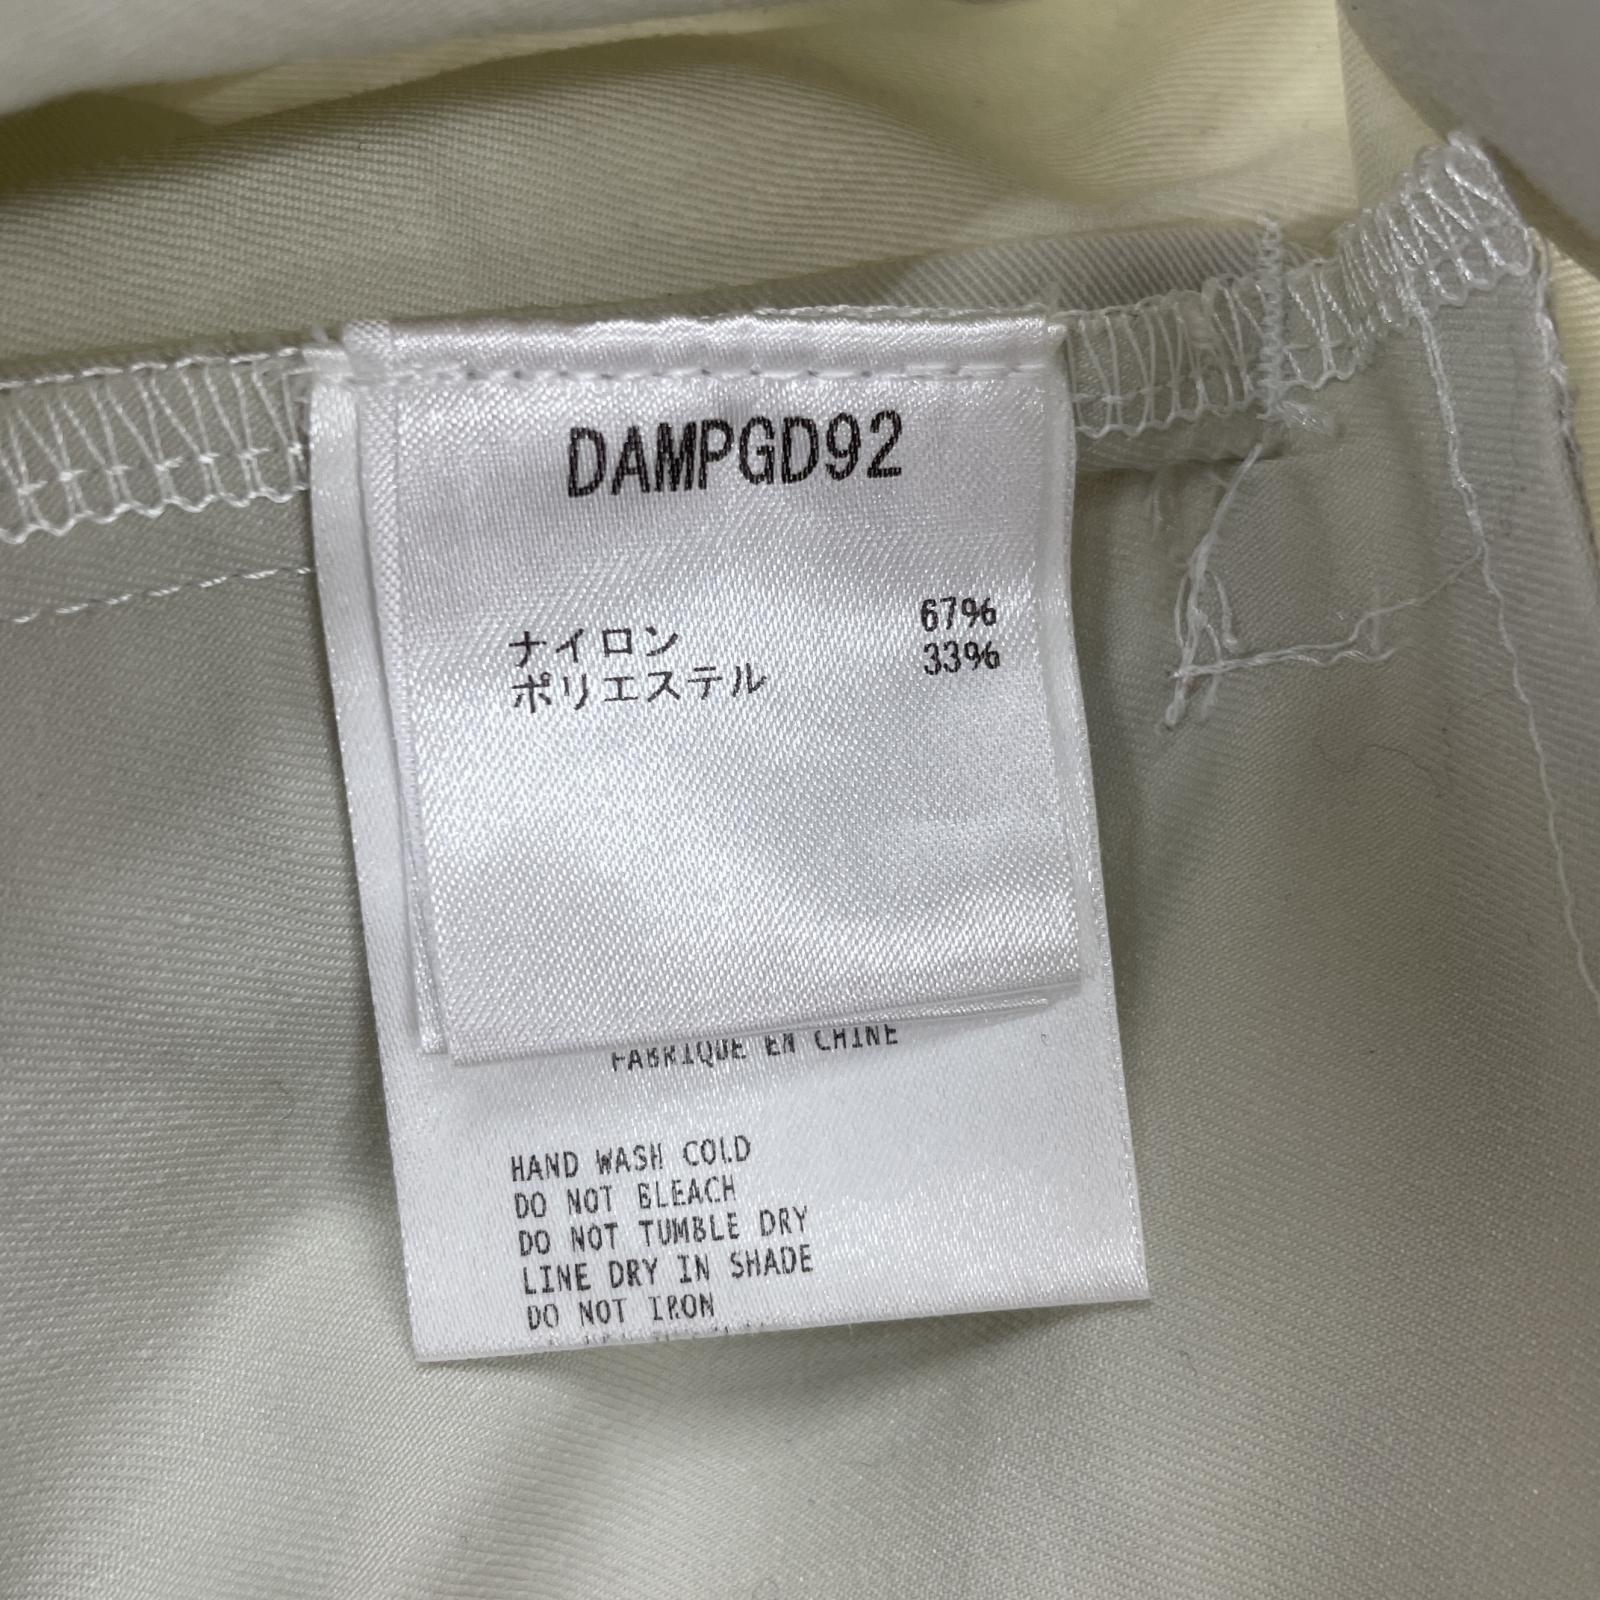 DAMPGD92
ナイロン 67%
ポリエステル 33%
FABRIQUE EN CHINE
HAND WASH COLD
DO NOT BLEACH
DO NOT TUMBLE DRY
LINE DRY IN SHADE
DO NOT IRON